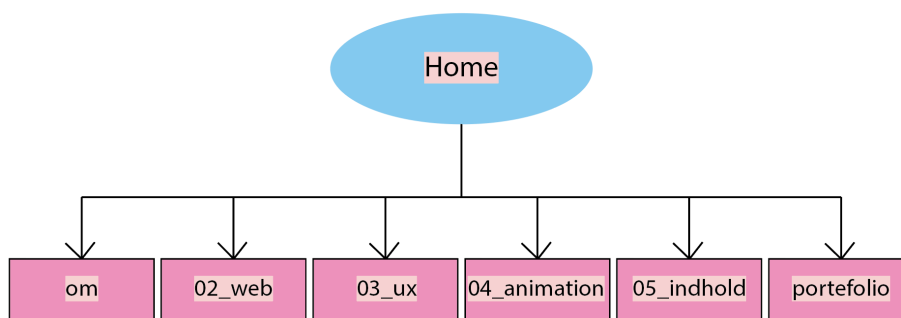 Home
om
02_web
03_ux
04_animation
05_indhold
portefolio